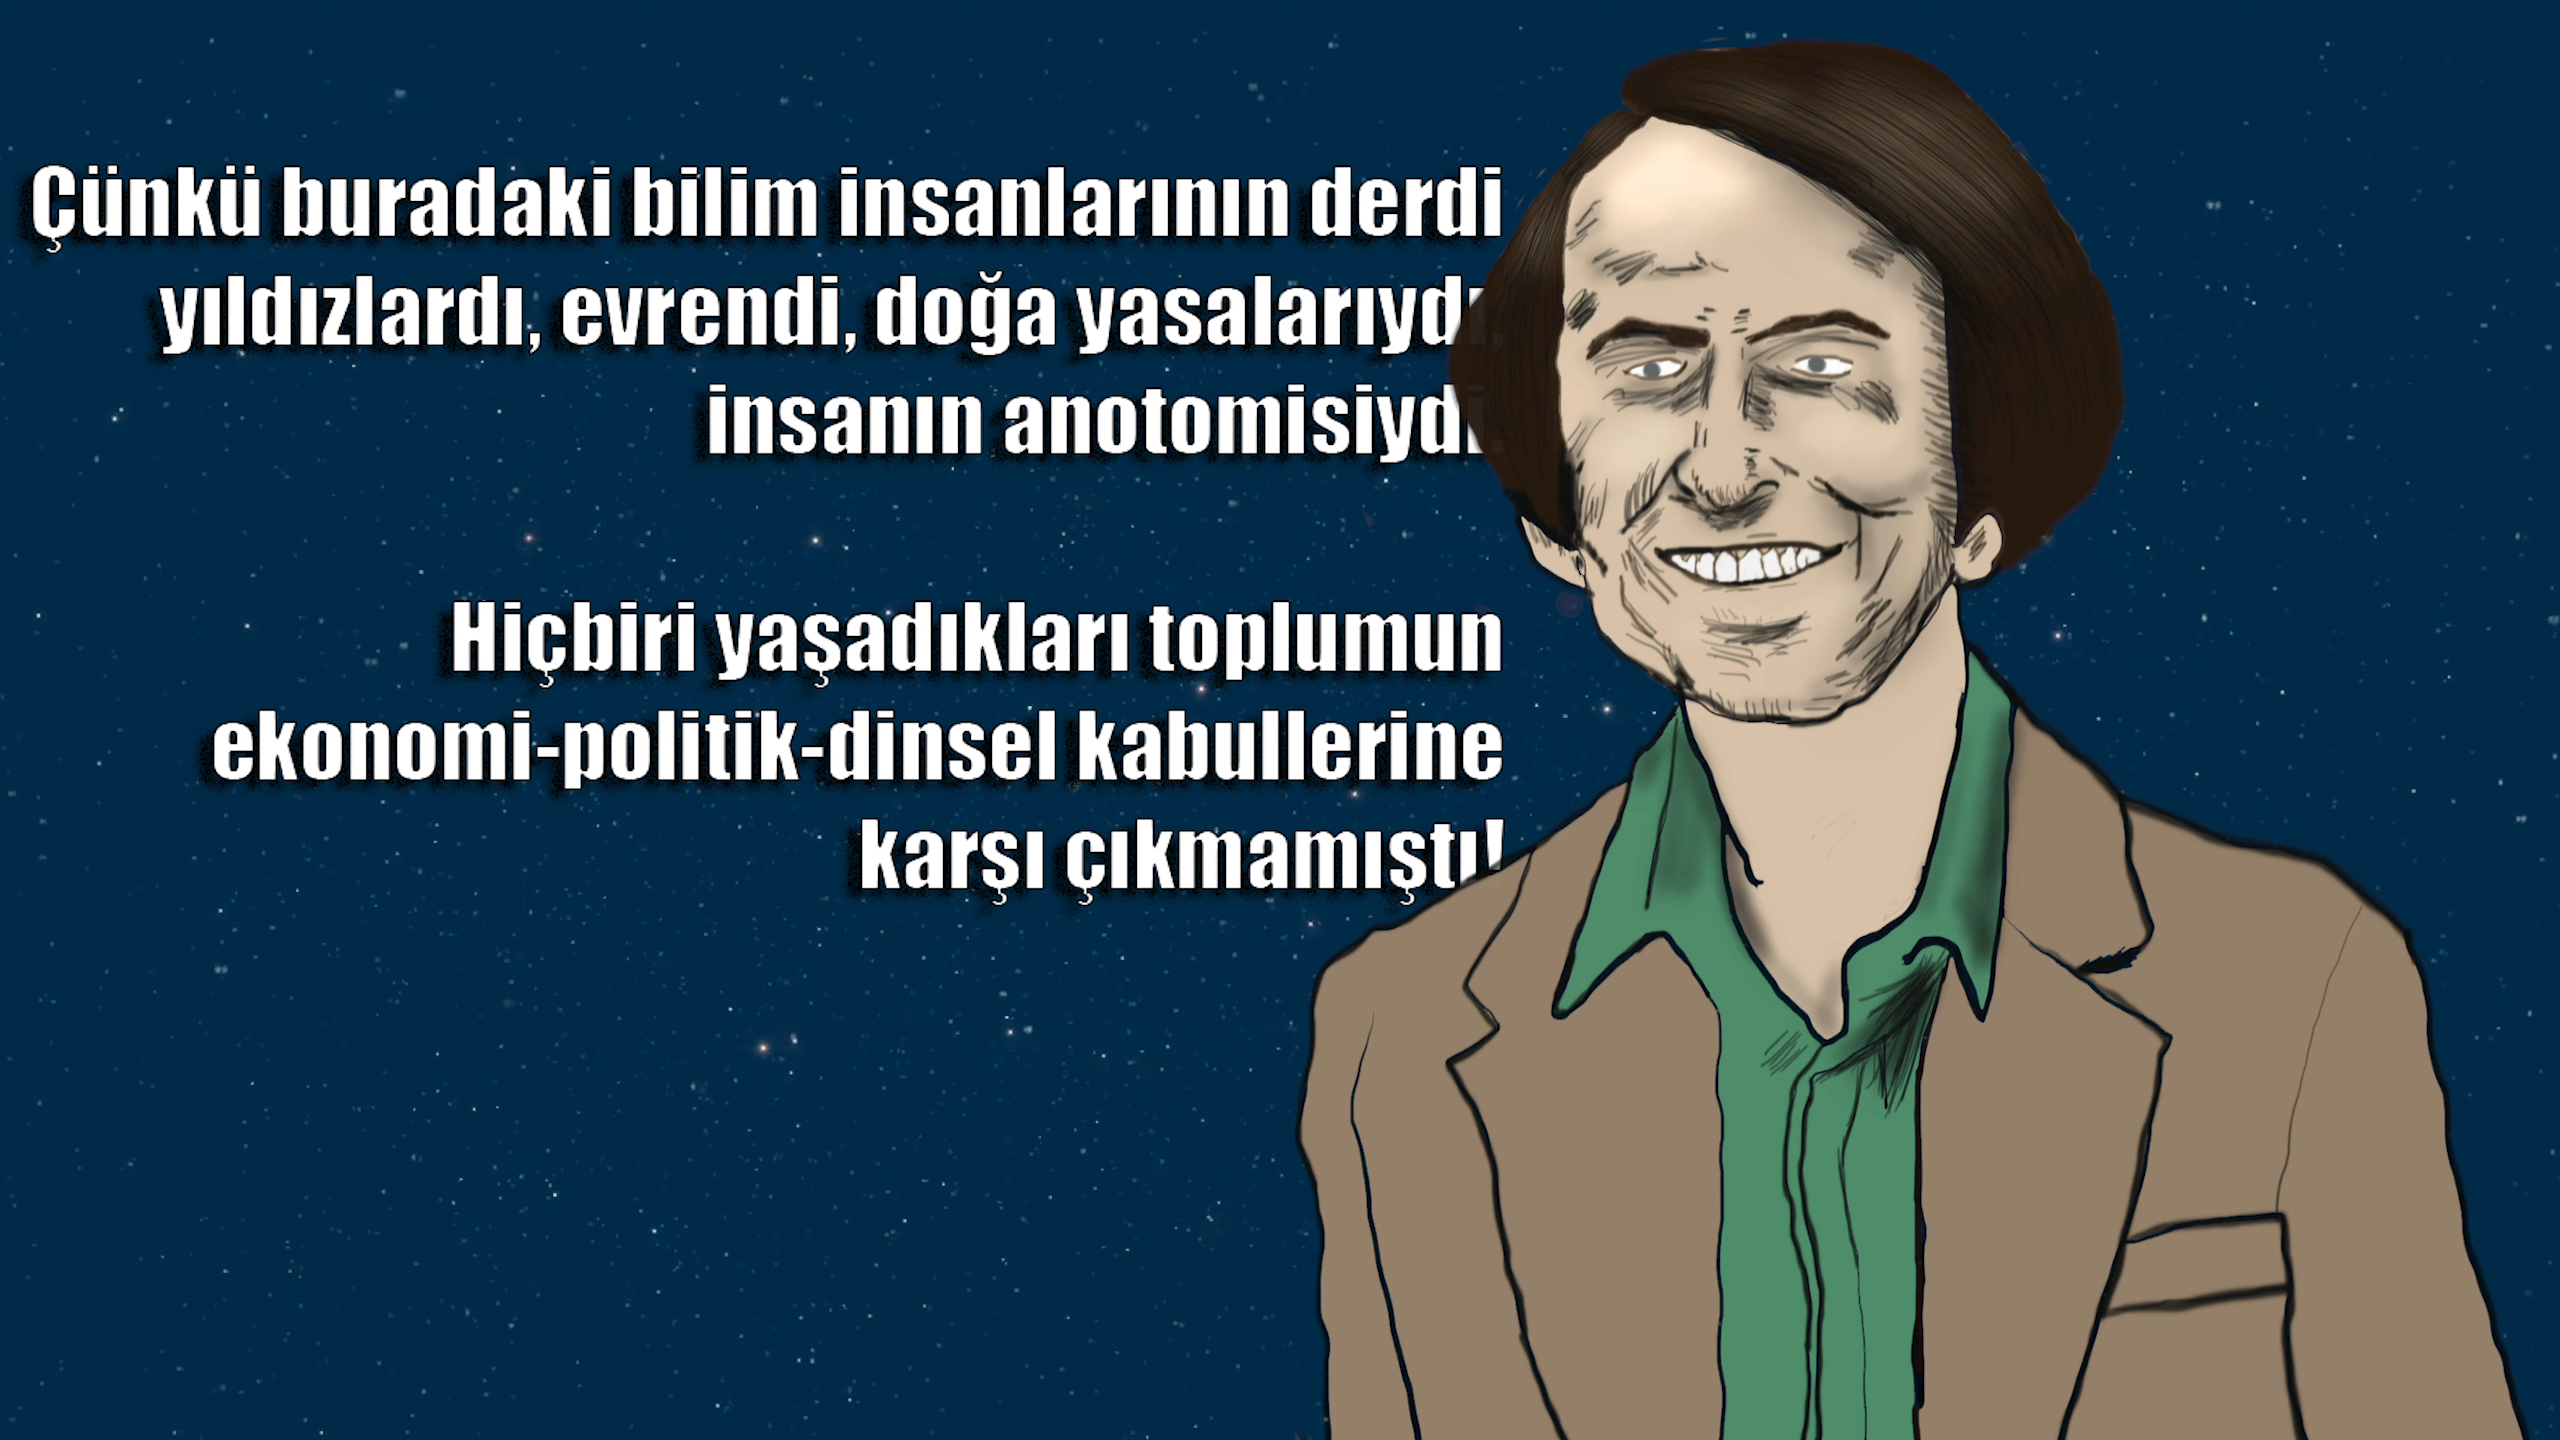 Çünkü buradaki bilim insanlarının derdi
yıldızlardı, evrendi, doğa yasalarıydı,
insanın anotomisiydi.
Hiçbiri yaşadıkları toplumun
ekonomi-politik-dinsel kabullerine
karşı çıkmamıştı!